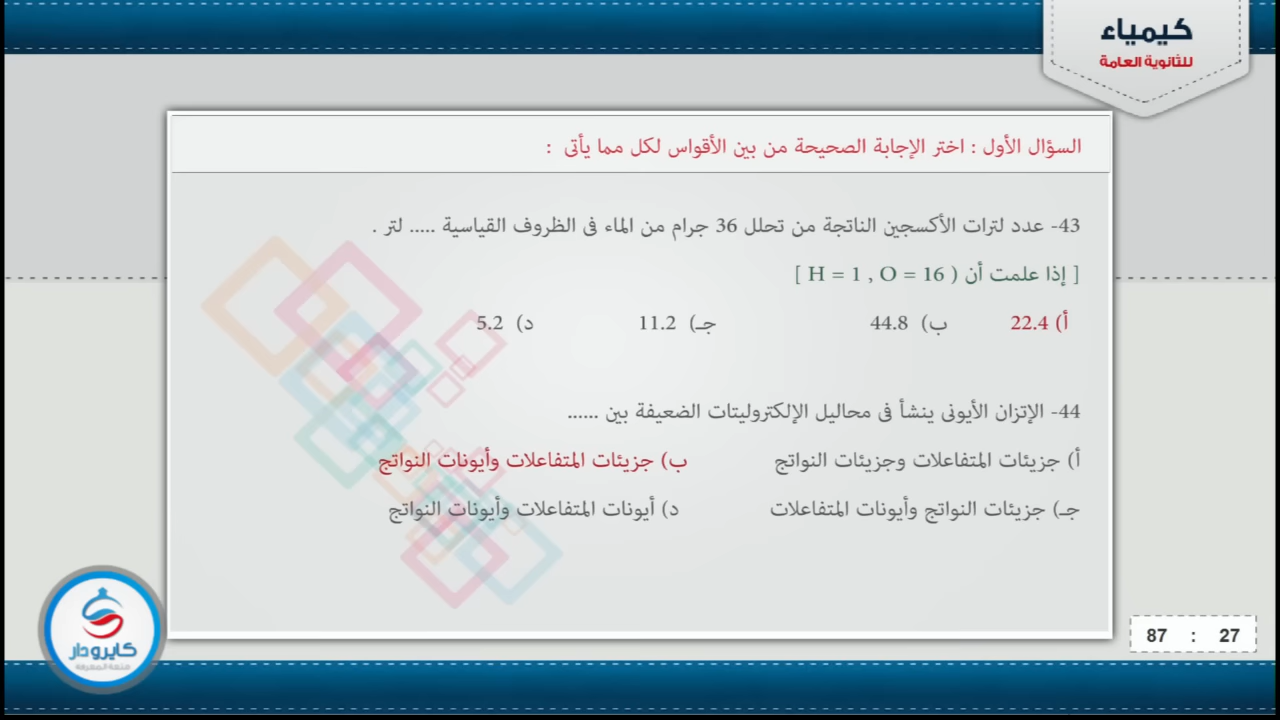 كيمياء
للثانوية العامة
السؤال الأول : اختر الإجابة الصحيحة من بين الأقواس لكل مما يأتى :
43- عدد لترات الأكسجين الناتجة من تحلل 36 جرام من الماء فى الظروف القياسية ..... لتر .
[ إذا علمت أن ( H = 1 , O = 16 ]
أ) 22.4 ب) 44.8 جـ) 11.2 د) 5.2
44- الإتزان الأيونى ينشأ فى محاليل الإلكتروليتات الضعيفة بين ......
أ) جزيئات المتفاعلات وجزيئات النواتج ب) جزيئات المتفاعلات وأيونات النواتج
جـ) جزيئات النواتج وأيونات المتفاعلات د) أيونات المتفاعلات وأيونات النواتج
كايرودار
متعة المعرفة
87 : 27